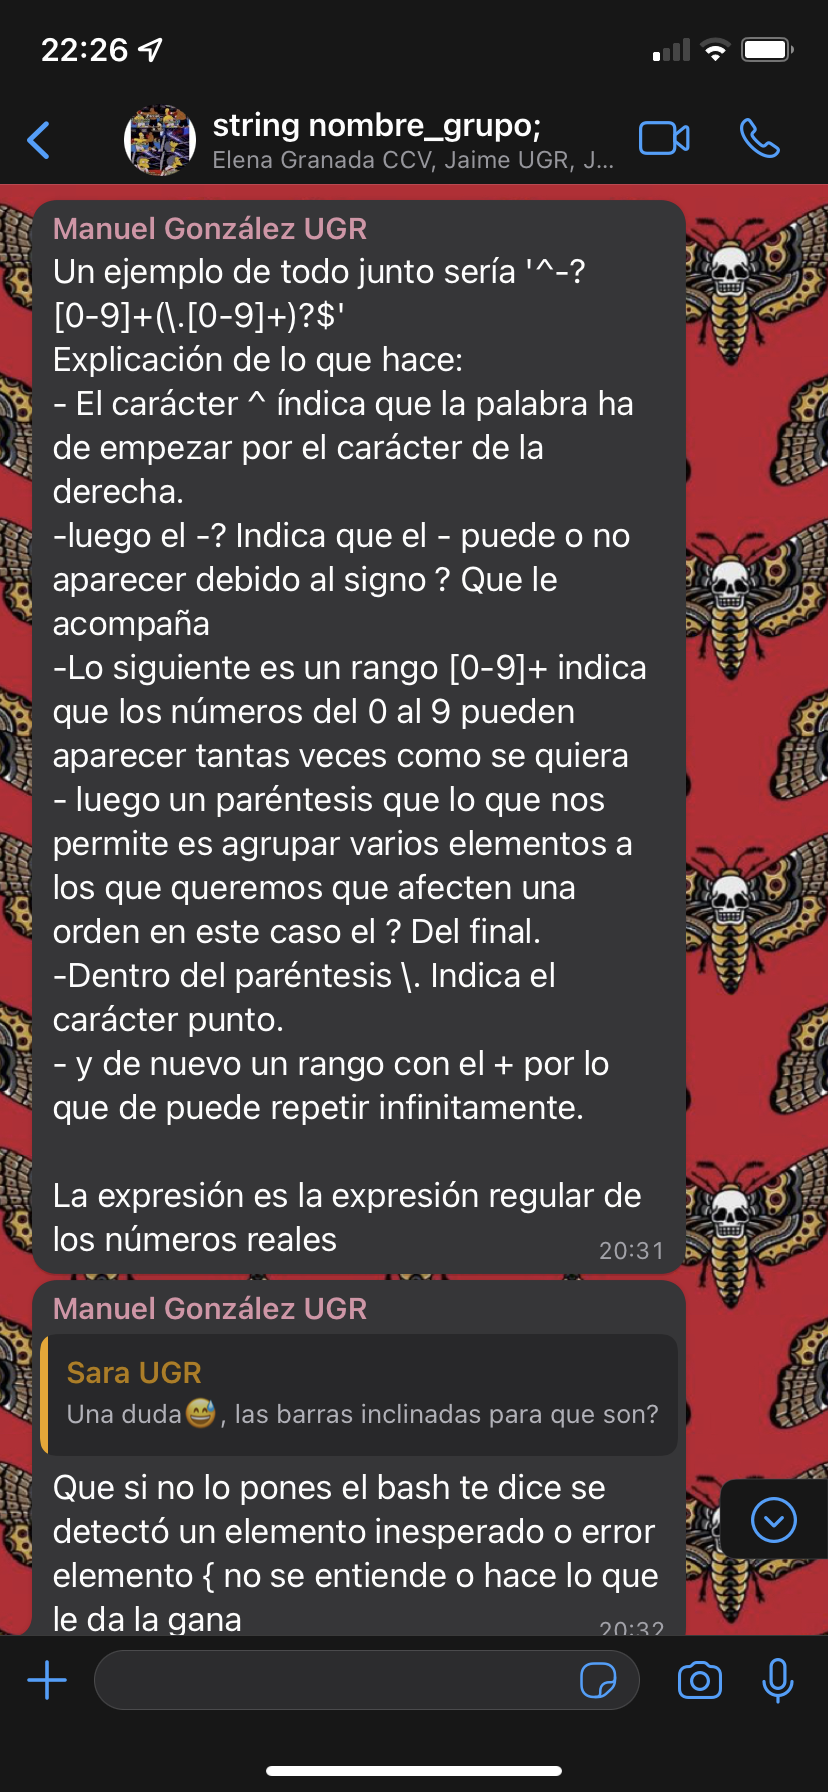 22:26
string nombre_grupo;
Elena Granada CCV, Jaime UGR, J...
Manuel González UGR
Un ejemplo de todo junto sería '^-?
[0-9]+(\.[0-9]+)?$'
Explicación de lo que hace:
- El carácter ^ índica que la palabra ha
de empezar por el carácter de la
derecha.
-luego el -? Indica que el - puede o no
aparecer debido al signo ? Que le
acompaña
-Lo siguiente es un rango [0-9]+ indica
que los números del 0 al 9 pueden
aparecer tantas veces como se quiera
- luego un paréntesis que lo que nos
permite es agrupar varios elementos a
los que queremos que afecten una
orden en este caso el ? Del final.
-Dentro del paréntesis \. Indica el
carácter punto.
- y de nuevo un rango con el + por lo
que de puede repetir infinitamente.
La expresión es la expresión regular de
los números reales
20:31
Manuel González UGR
Sara UGR
Una duda😅, las barras inclinadas para que son?
Que si no lo pones el bash te dice se
detectó un elemento inesperado o error
elemento { no se entiende o hace lo que
le da la gana
20:32